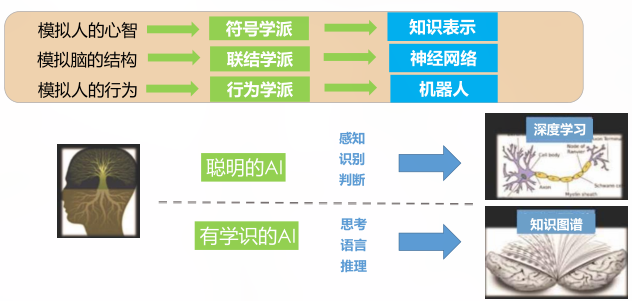 模拟人的心智 符号学派 知识表示
模拟脑的结构 联结学派 神经网络
模拟人的行为 行为学派 机器人
聪明的AI
感知
识别
判断
深度学习
Node of
Ranvier
Cell body
Axon
Myelin sheath
有学识的AI
思考
语言
推理
知识图谱